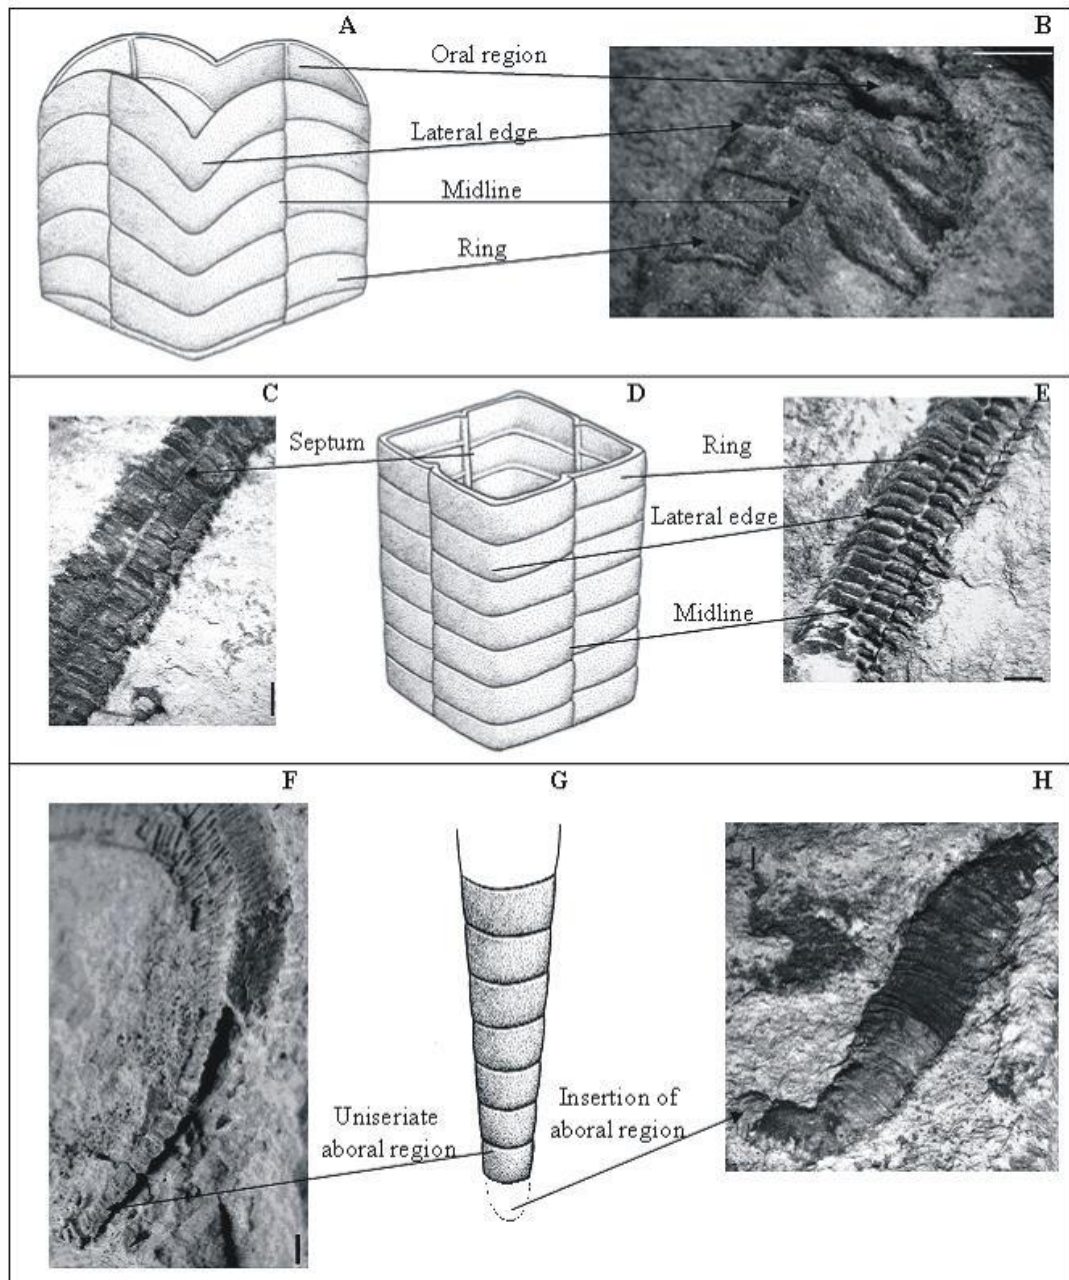 A
B
Oral region
Lateral edge
Midline
Ring
C
D
E
Septum
Ring
Lateral edge
Midline
F
G
H
Uniseriate
aboral region
Insertion of
aboral region